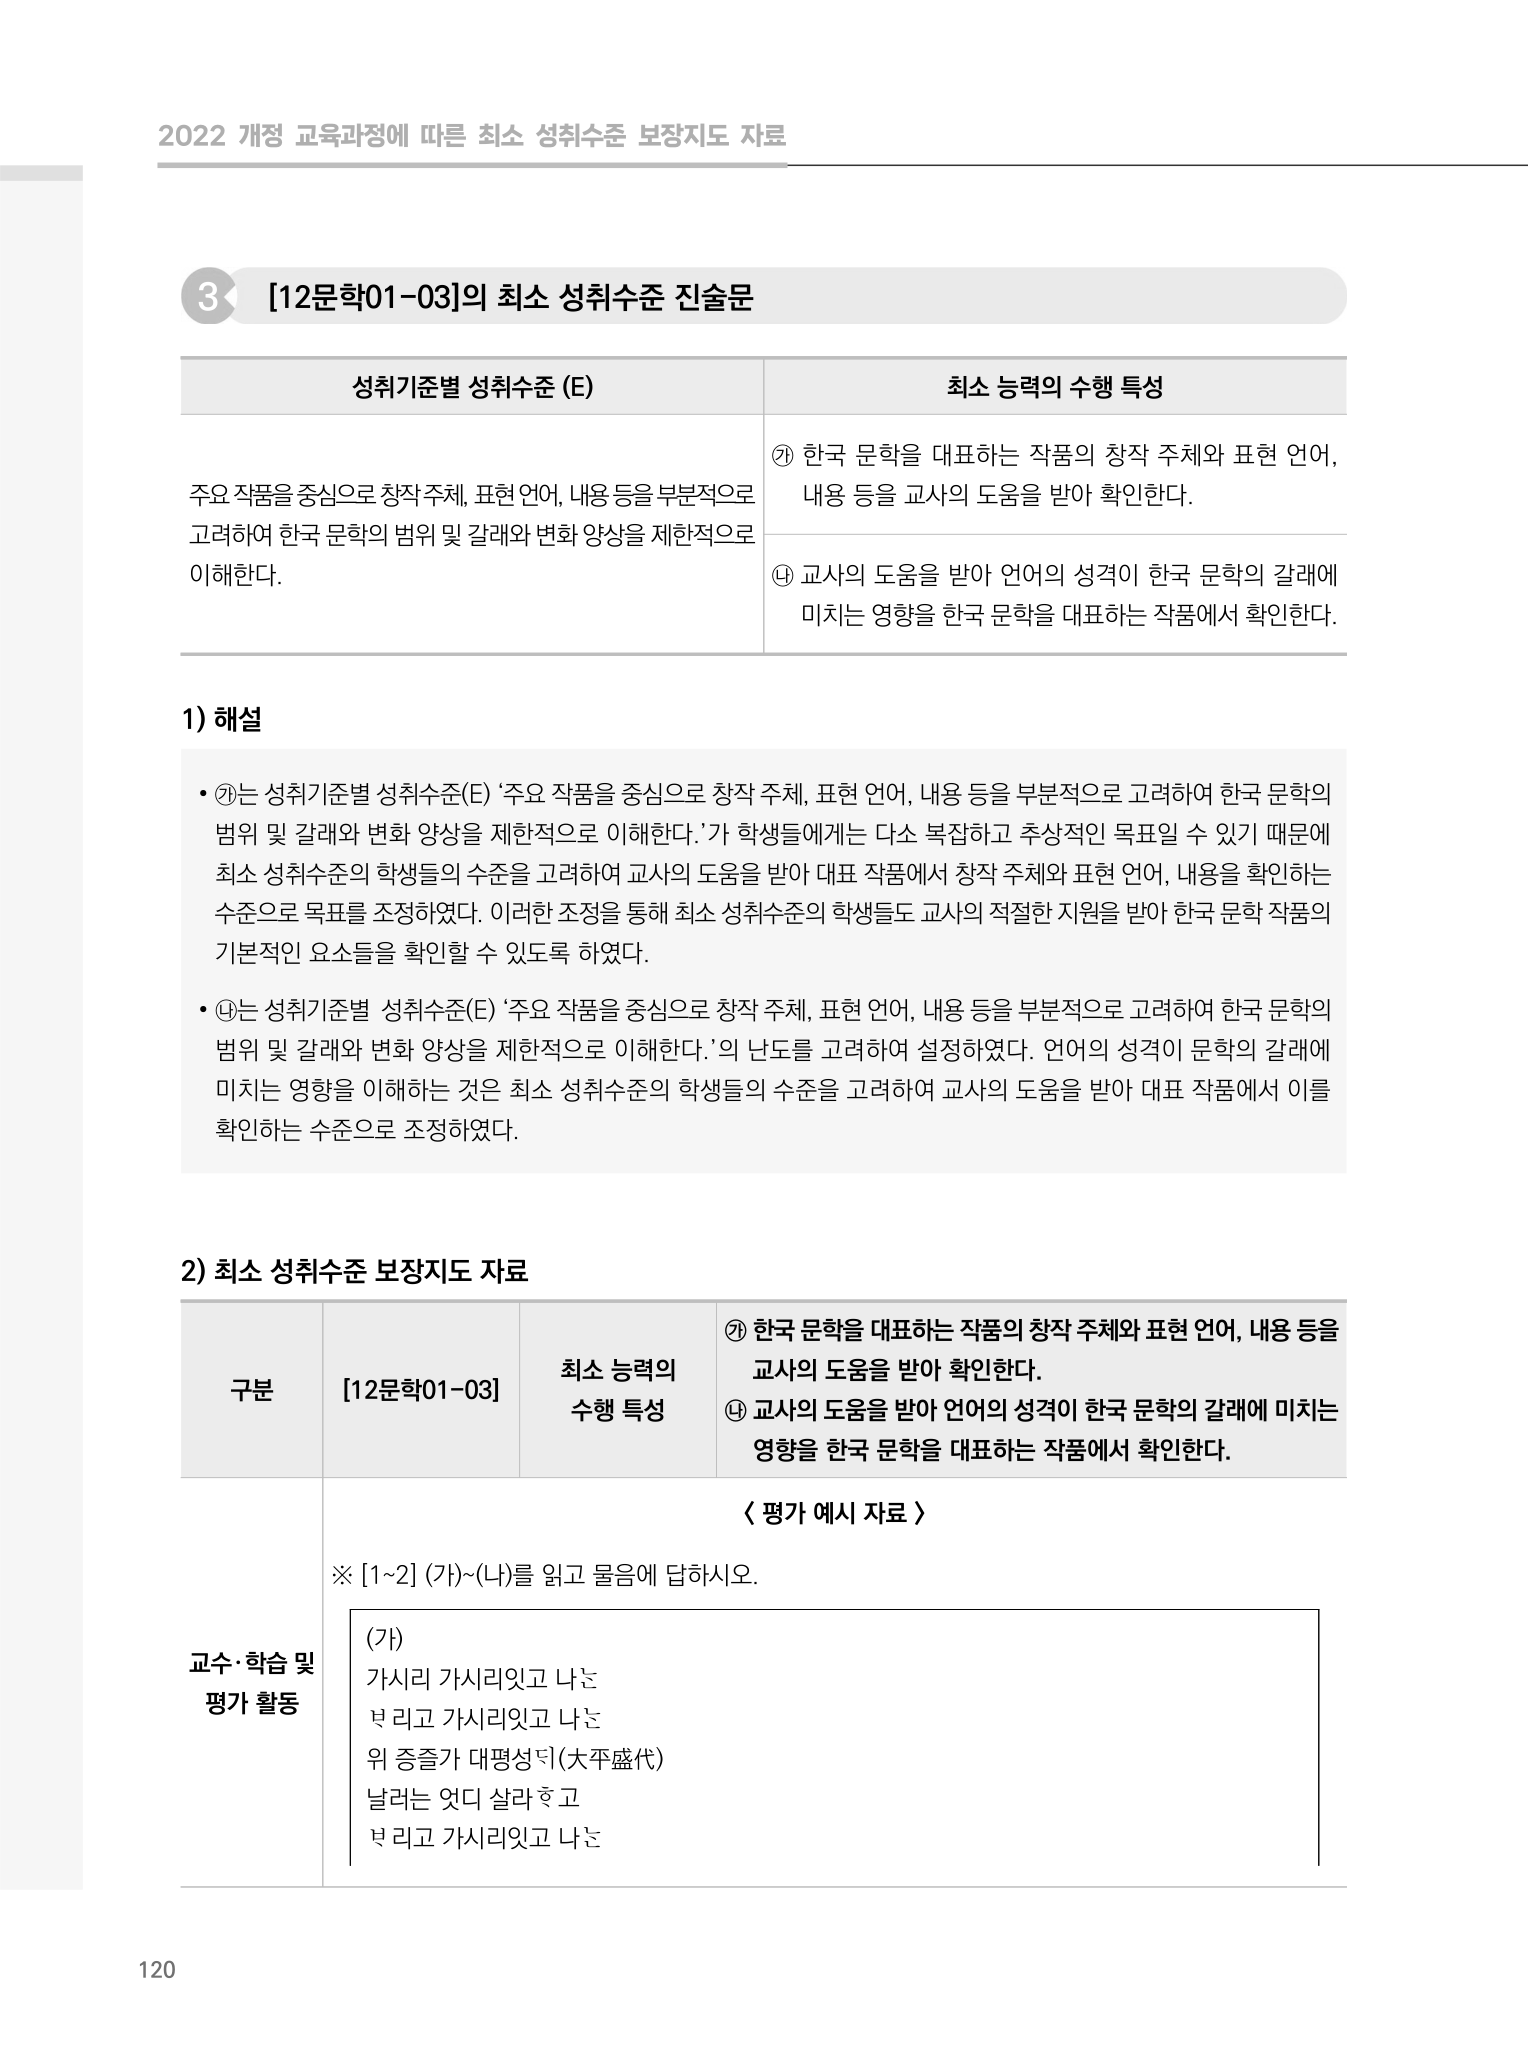 2022 개정 교육과정에 따른 최소 성취수준 보장지도 자료
3 [12문학01-03]의 최소 성취수준 진술문
성취기준별 성취수준 (E)
최소 능력의 수행 특성
주요 작품을 중심으로 창작 주체, 표현 언어, 내용 등을 부분적으로
고려하여 한국 문학의 범위 및 갈래와 변화 양상을 제한적으로
이해한다.
㉮ 한국 문학을 대표하는 작품의 창작 주체와 표현 언어,
내용 등을 교사의 도움을 받아 확인한다.
㉯ 교사의 도움을 받아 언어의 성격이 한국 문학의 갈래에
미치는 영향을 한국 문학을 대표하는 작품에서 확인한다.
1) 해설
• ㉮는 성취기준별 성취수준(E) ‘주요 작품을 중심으로 창작 주체, 표현 언어, 내용 등을 부분적으로 고려하여 한국 문학의
범위 및 갈래와 변화 양상을 제한적으로 이해한다.’가 학생들에게는 다소 복잡하고 추상적인 목표일 수 있기 때문에
최소 성취수준의 학생들의 수준을 고려하여 교사의 도움을 받아 대표 작품에서 창작 주체와 표현 언어, 내용을 확인하는
수준으로 목표를 조정하였다. 이러한 조정을 통해 최소 성취수준의 학생들도 교사의 적절한 지원을 받아 한국 문학 작품의
기본적인 요소들을 확인할 수 있도록 하였다.
• ㉯는 성취기준별 성취수준(E) ‘주요 작품을 중심으로 창작 주체, 표현 언어, 내용 등을 부분적으로 고려하여 한국 문학의
범위 및 갈래와 변화 양상을 제한적으로 이해한다.’의 난도를 고려하여 설정하였다. 언어의 성격이 문학의 갈래에
미치는 영향을 이해하는 것은 최소 성취수준의 학생들의 수준을 고려하여 교사의 도움을 받아 대표 작품에서 이를
확인하는 수준으로 조정하였다.
2) 최소 성취수준 보장지도 자료
구분
[12문학01-03]
최소 능력의
수행 특성
㉮ 한국 문학을 대표하는 작품의 창작 주체와 표현 언어, 내용 등을
교사의 도움을 받아 확인한다.
㉯ 교사의 도움을 받아 언어의 성격이 한국 문학의 갈래에 미치는
영향을 한국 문학을 대표하는 작품에서 확인한다.
교수·학습 및
평가 활동
〈 평가 예시 자료 〉
※ [1~2] (가)~(나)를 읽고 물음에 답하시오.
(가)
가시리 가시리잇고 나ᄂᆞᆫ
ᄇᆞ리고 가시리잇고 나ᄂᆞᆫ
위 증즐가 대평성ᄃᆡ(大平盛代)
날러는 엇디 살라ᄒᆞ고
ᄇᆞ리고 가시리잇고 나ᄂᆞᆫ
120